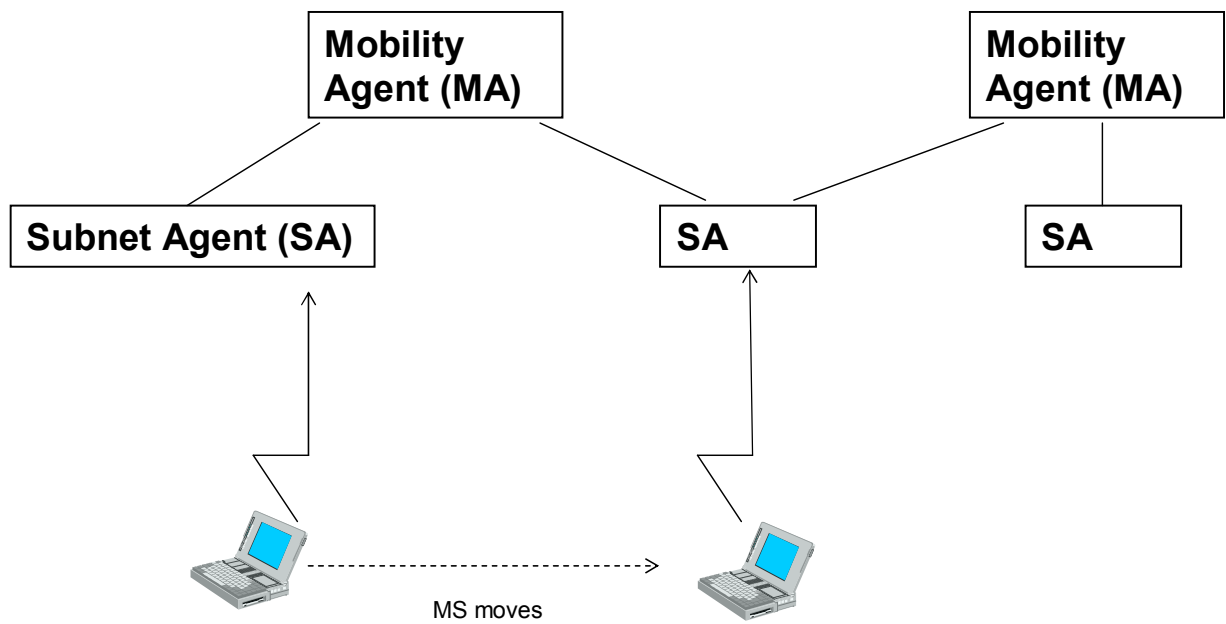 Mobility
Agent (MA)
Mobility
Agent (MA)
Subnet Agent (SA)
SA
SA
MS moves